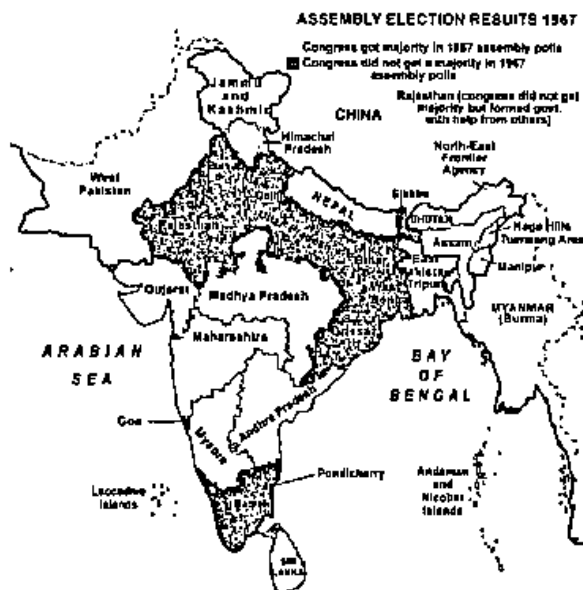 ASSEMBLY ELECTION RESULTS 1967
Congress got majority in 1967 assembly polls
Congress did not get a majority in 1967
assembly polls
Rajasthan (congress did not get
majority but formed govt.
with help from others)
Jammu
and
Kashmir
CHINA
Himachal
Pradesh
North-East
Frontier
Agency
West
Pakistan
NEPAL
Sikkim
BHUTAN
Delhi
Rajasthan
Assam
Naga Hills
Tuensang Area
Bihar
East
Pakistan
Tripura
Manipur
West
Gujarat
Madhya Pradesh
Orissa
MYANMAR
(Burma)
Maharashtra
ARABIAN
SEA
BAY
OF
BENGAL
Andhra Pradesh
Goa
Mysore
Pondicherry
Laccadive
Islands
Andaman
and
Nicobar
Islands
SRI
LANKA